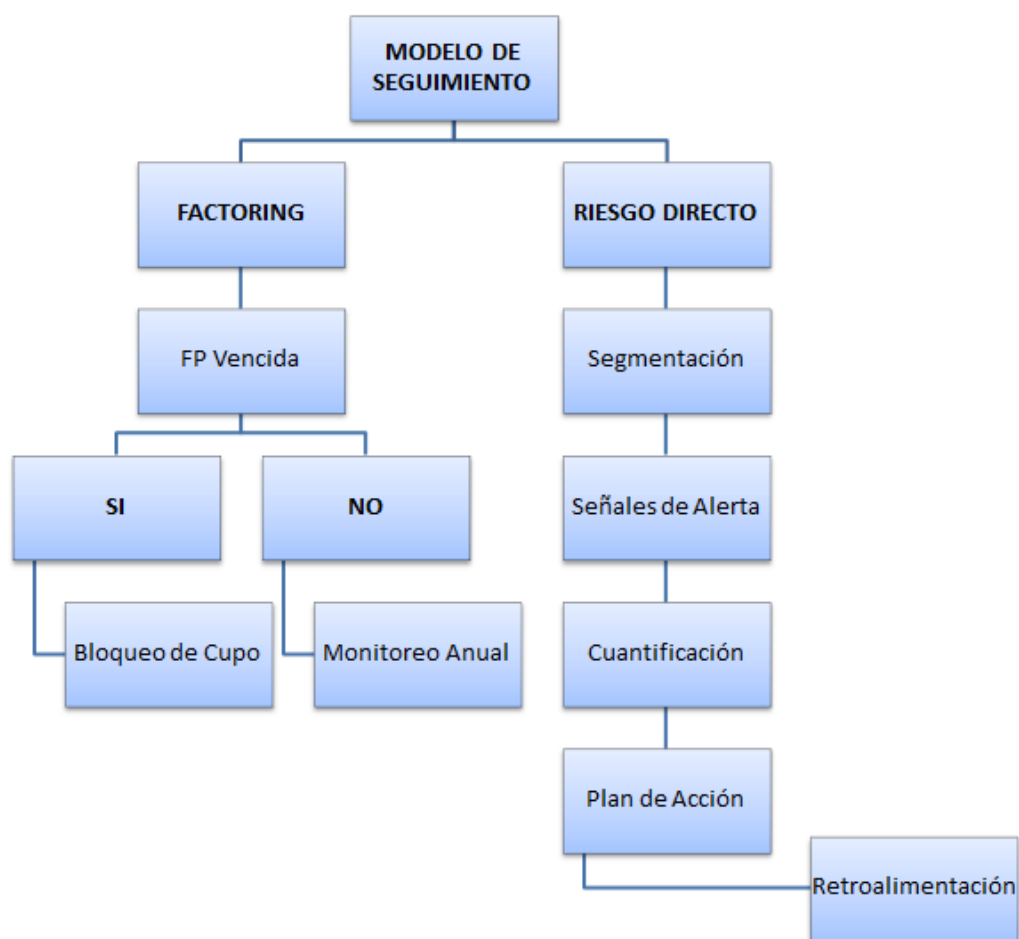 MODELO DE
SEGUIMIENTO
FACTORING
RIESGO DIRECTO
FP Vencida
Segmentación
SI
NO
Señales de Alerta
Bloqueo de Cupo
Monitoreo Anual
Cuantificación
Plan de Acción
Retroalimentación